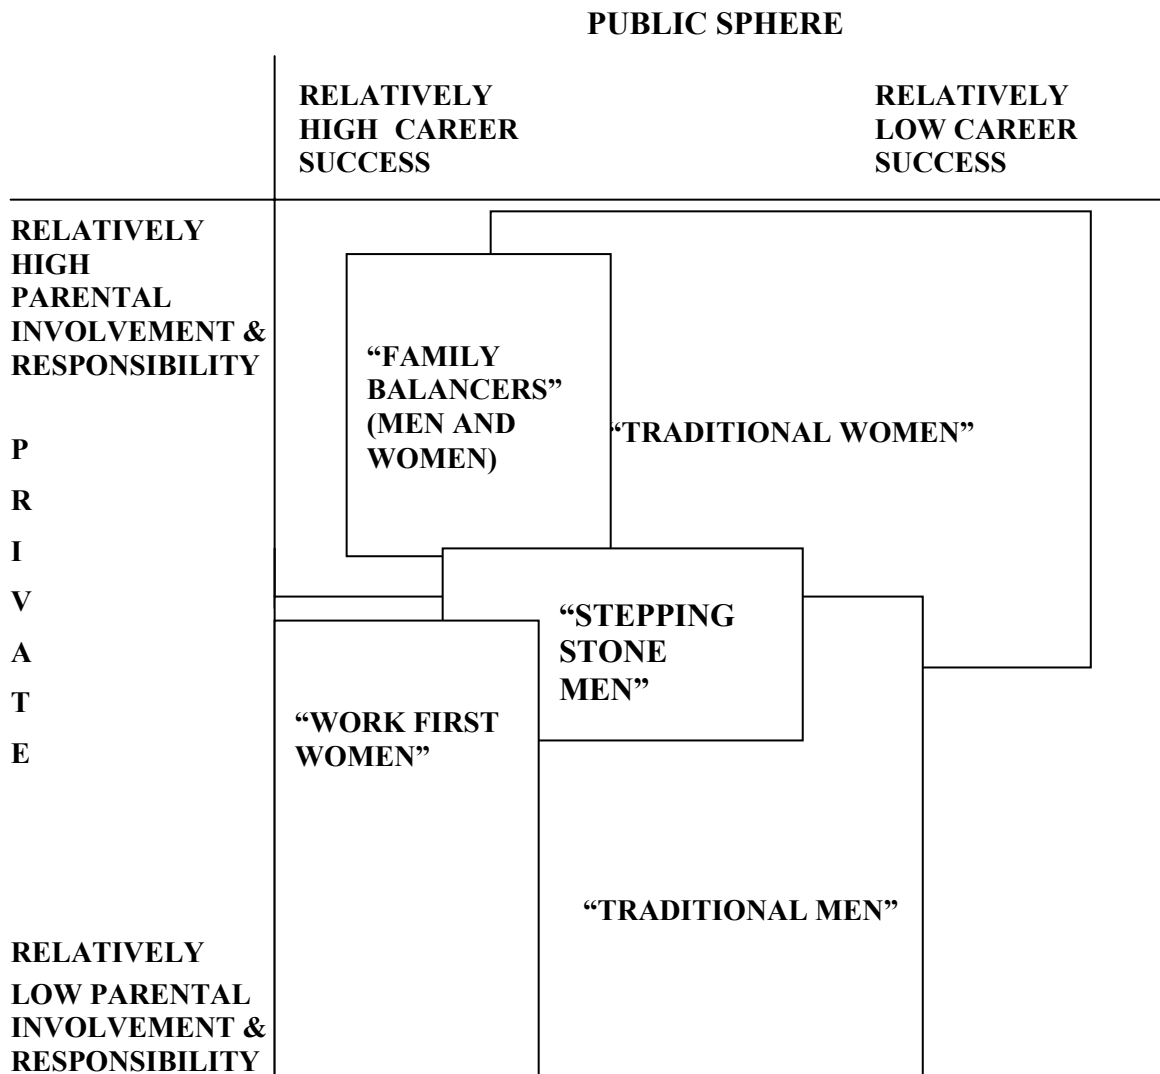 PUBLIC SPHERE
RELATIVELY
HIGH CAREER
SUCCESS
RELATIVELY
LOW CAREER
SUCCESS
RELATIVELY
HIGH
PARENTAL
INVOLVEMENT &
RESPONSIBILITY
“FAMILY
BALANCERS”
(MEN AND
WOMEN)
“TRADITIONAL WOMEN”
P
R
I
V
A
T
E
“STEPPING
STONE
MEN”
“WORK FIRST
WOMEN”
“TRADITIONAL MEN”
RELATIVELY
LOW PARENTAL
INVOLVEMENT &
RESPONSIBILITY